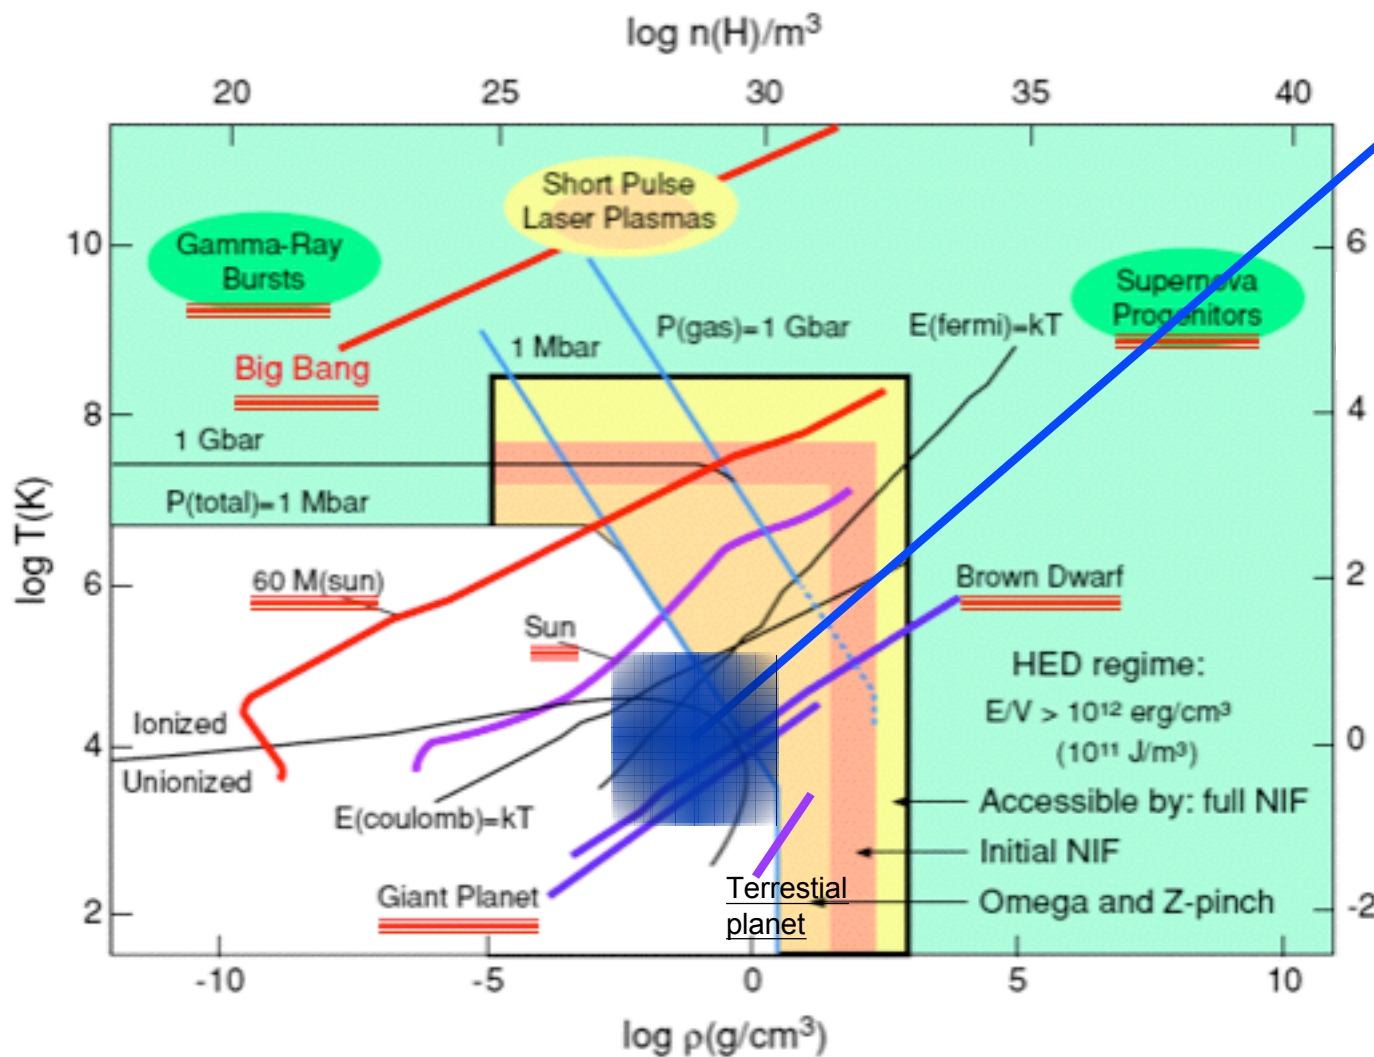 log n(H)/m³
20 25 30 35 40
Short Pulse
Laser Plasmas
Gamma-Ray
Bursts
10
6
Supernova
Progenitors
P(gas)=1 Gbar
E(fermi)=kT
1 Mbar
Big Bang
8
4
1 Gbar
P(total)=1 Mbar
log T(K)
6
2
60 M(sun)
Brown Dwarf
Sun
HED regime:
E/V > 10¹² erg/cm³
(10¹¹ J/m³)
Ionized
4
0
Unionized
E(coulomb)=kT
Accessible by: full NIF
Initial NIF
Giant Planet
Terrestial
planet
Omega and Z-pinch
2
-2
-10 -5 0 5 10
log ρ(g/cm³)